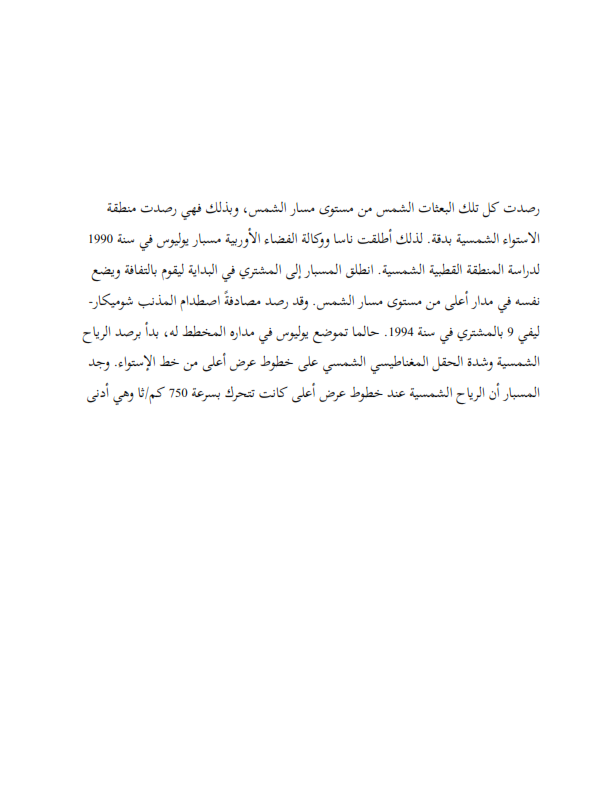 رصدت كل تلك البعثات الشمس من مستوى مسار الشمس، وبذلك فهي رصدت منطقة
الاستواء الشمسية بدقة. لذلك أطلقت ناسا ووكالة الفضاء الأوربية مسبار يوليوس في سنة 1990
لدراسة المنطقة القطبية الشمسية. انطلق المسبار إلى المشتري في البداية ليقوم بالتفافة ويضع
نفسه في مدار أعلى من مستوى مسار الشمس. وقد رصد مصادفةً اصطدام المذنب شوميكار-
ليفي 9 بالمشتري في سنة 1994. حالما تموضع يوليوس في مداره المخطط له، بدأ برصد الرياح
الشمسية وشدة الحقل المغناطيسي الشمسي على خطوط عرض أعلى من خط الإستواء. وجد
المسبار أن الرياح الشمسية عند خطوط عرض أعلى كانت تتحرك بسرعة 750 كم/ثا وهي أدنى